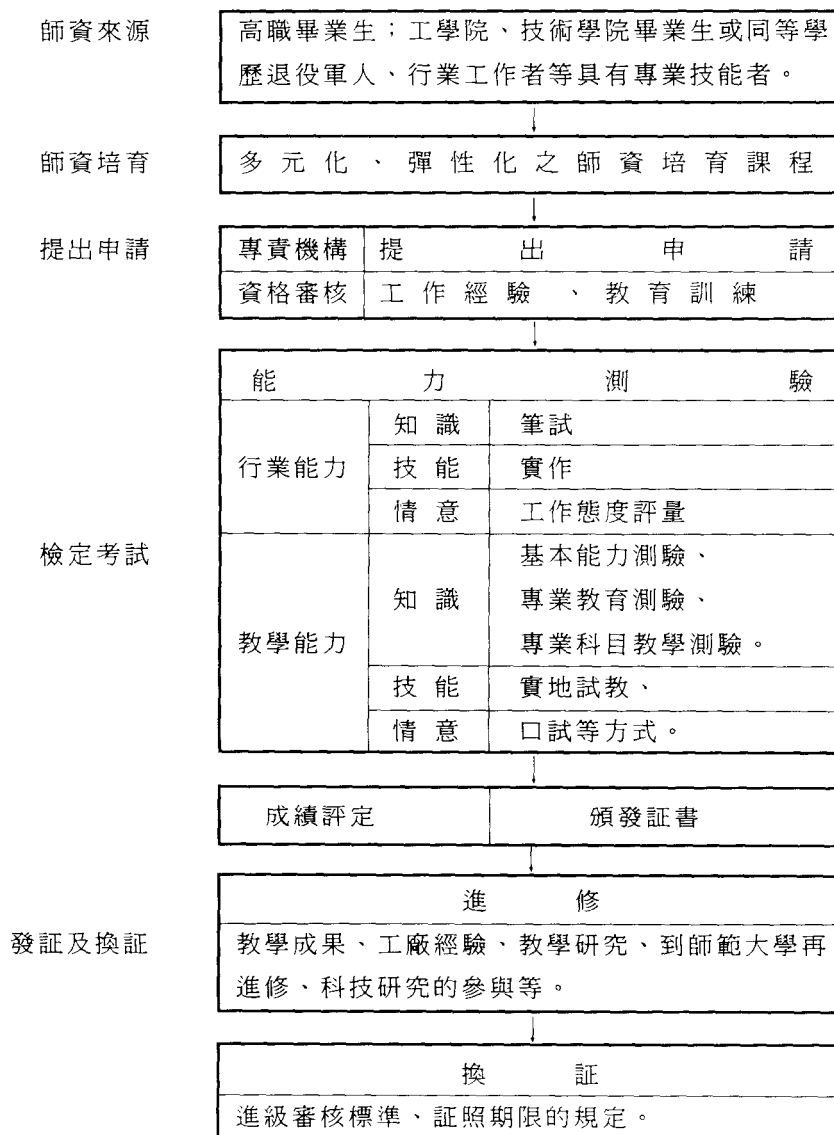 師資來源
高職畢業生；工學院、技術學院畢業生或同等學
歷退役軍人、行業工作者等具有專業技能者。
師資培育
多元化、彈性化之師資培育課程
提出申請
專責機構 提出申請
資格審核 工作經驗、教育訓練
能力測驗
檢定考試
行業能力
知識 筆試
技能 實作
情意 工作態度評量
教學能力
知識
基本能力測驗、
專業教育測驗、
專業科目教學測驗。
技能 實地試教、
情意 口試等方式。
成績評定 頒發証書
發証及換証
進修
教學成果、工廠經驗、教學研究、到師範大學再
進修、科技研究的參與等。
換証
進級審核標準、証照期限的規定。